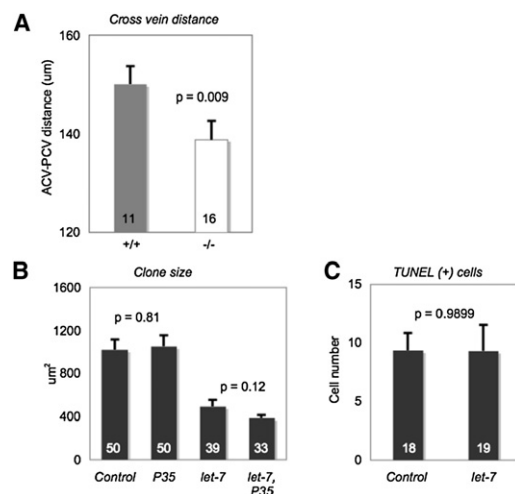 A
Cross vein distance
ACV-PCV distance (um)
160
140
120
p = 0.009
11
16
+/+
-/-
B
Clone size
um²
1600
1200
800
400
0
p = 0.81
p = 0.12
50
50
39
33
Control
P35
let-7
let-7,
P35
C
TUNEL (+) cells
Cell number
15
10
5
0
p = 0.9899
18
19
Control
let-7